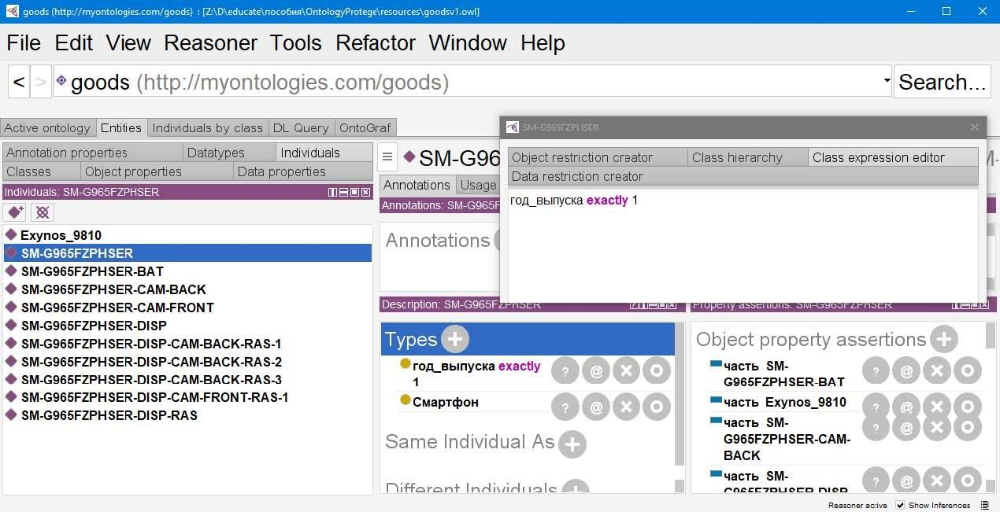 goods (http://myontologies.com/goods) : [Z:\D\educate\пособия\OntologyProtege\resources\goodsv1.owl]
File Edit View Reasoner Tools Refactor Window Help
< > goods (http://myontologies.com/goods) Search...
Active ontology Entities Individuals by class DL Query OntoGraf
Annotation properties Datatypes Individuals
Classes Object properties Data properties
Individuals: SM-G965FZPHSER
Exynos_9810
SM-G965FZPHSER
SM-G965FZPHSER-BAT
SM-G965FZPHSER-CAM-BACK
SM-G965FZPHSER-CAM-FRONT
SM-G965FZPHSER-DISP
SM-G965FZPHSER-DISP-CAM-BACK-RAS-1
SM-G965FZPHSER-DISP-CAM-BACK-RAS-2
SM-G965FZPHSER-DISP-CAM-BACK-RAS-3
SM-G965FZPHSER-DISP-CAM-FRONT-RAS-1
SM-G965FZPHSER-DISP-RAS
SM-G96
Annotations Usage
Annotations: SM-G965F
Annotations
SM-G965FZPHSER
Object restriction creator Class hierarchy Class expression editor
Data restriction creator
год_выпуска exactly 1
Description: SM-G965FZPHSER
Types
год_выпуска exactly
1
? @
Смартфон
? @
Same Individual As
Different Individuals
Property assertions: SM-G965FZPHSER
Object property assertions
часть SM-
G965FZPHSER-BAT
? @
часть Exynos_9810
? @
часть SM-
G965FZPHSER-CAM-
BACK
? @
часть SM-
G965FZPHSER-DISP
? @
Reasoner active Show Inferences